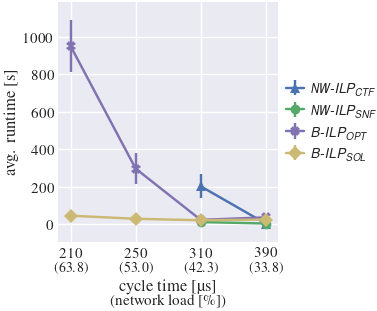 avg. runtime [s]
1000
800
600
400
200
0
210 250 310 390
(63.8) (53.0) (42.3) (33.8)
cycle time [µs]
(network load [%])
NW-ILP_CTF
NW-ILP_SNF
B-ILP_OPT
B-ILP_SOL